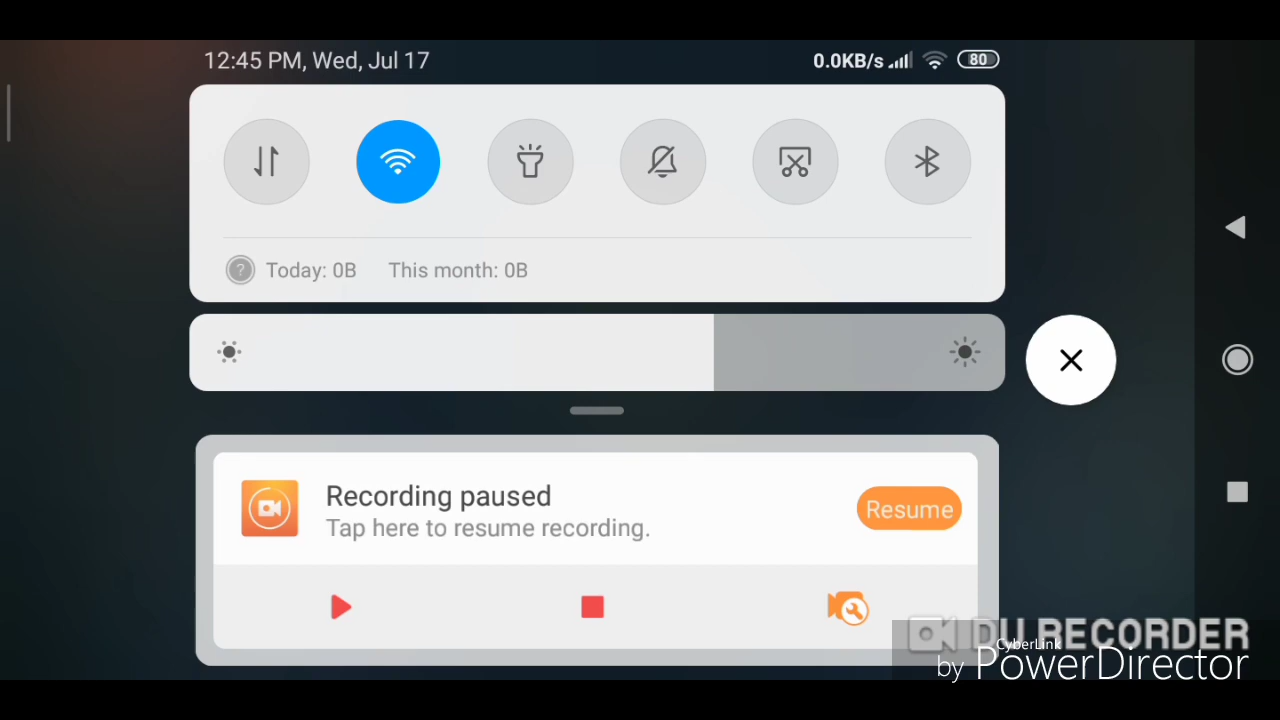 12:45 PM, Wed, Jul 17
0.0KB/s
80
Today: 0B This month: 0B
Recording paused
Tap here to resume recording.
Resume
DU RECORDER
CyberLink
by PowerDirector